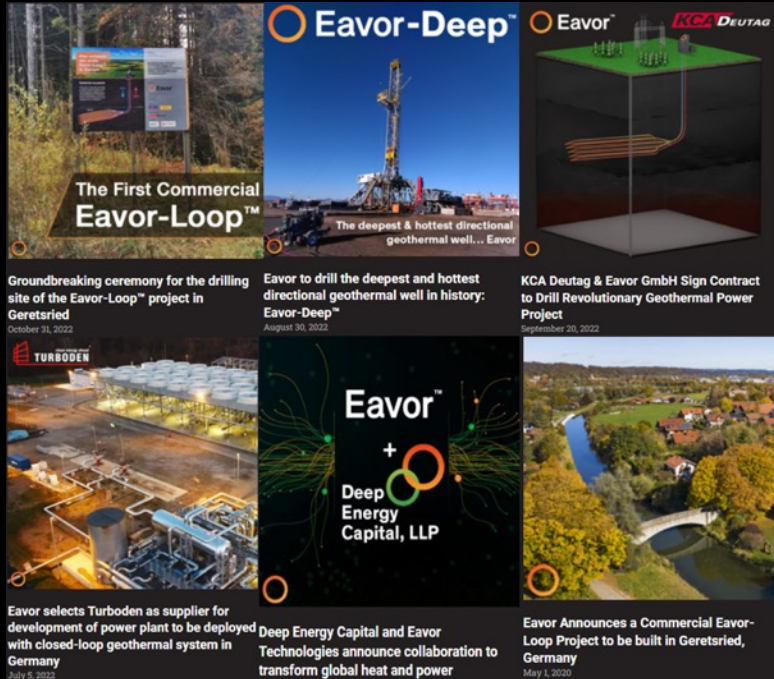 The First Commercial
Eavor-Loop™
Groundbreaking ceremony for the drilling
site of the Eavor-Loop™ project in
Geretsried
October 31, 2022
Eavor-Deep™
The deepest & hottest directional
geothermal well... Eavor
Eavor to drill the deepest and hottest
directional geothermal well in history:
Eavor-Deep™
August 30, 2022
Eavor™
KCA DEUTAG
KCA Deutag & Eavor GmbH Sign Contract
to Drill Revolutionary Geothermal Power
Project
September 20, 2022
TURBODEN
Eavor selects Turboden as supplier for
development of power plant to be deployed
with closed-loop geothermal system in
Germany
July 5, 2022
Eavor™
+
Deep
Energy
Capital, LLP
Deep Energy Capital and Eavor
Technologies announce collaboration to
transform global heat and power
Eavor Announces a Commercial Eavor-
Loop Project to be built in Geretsried,
Germany
May 1, 2020